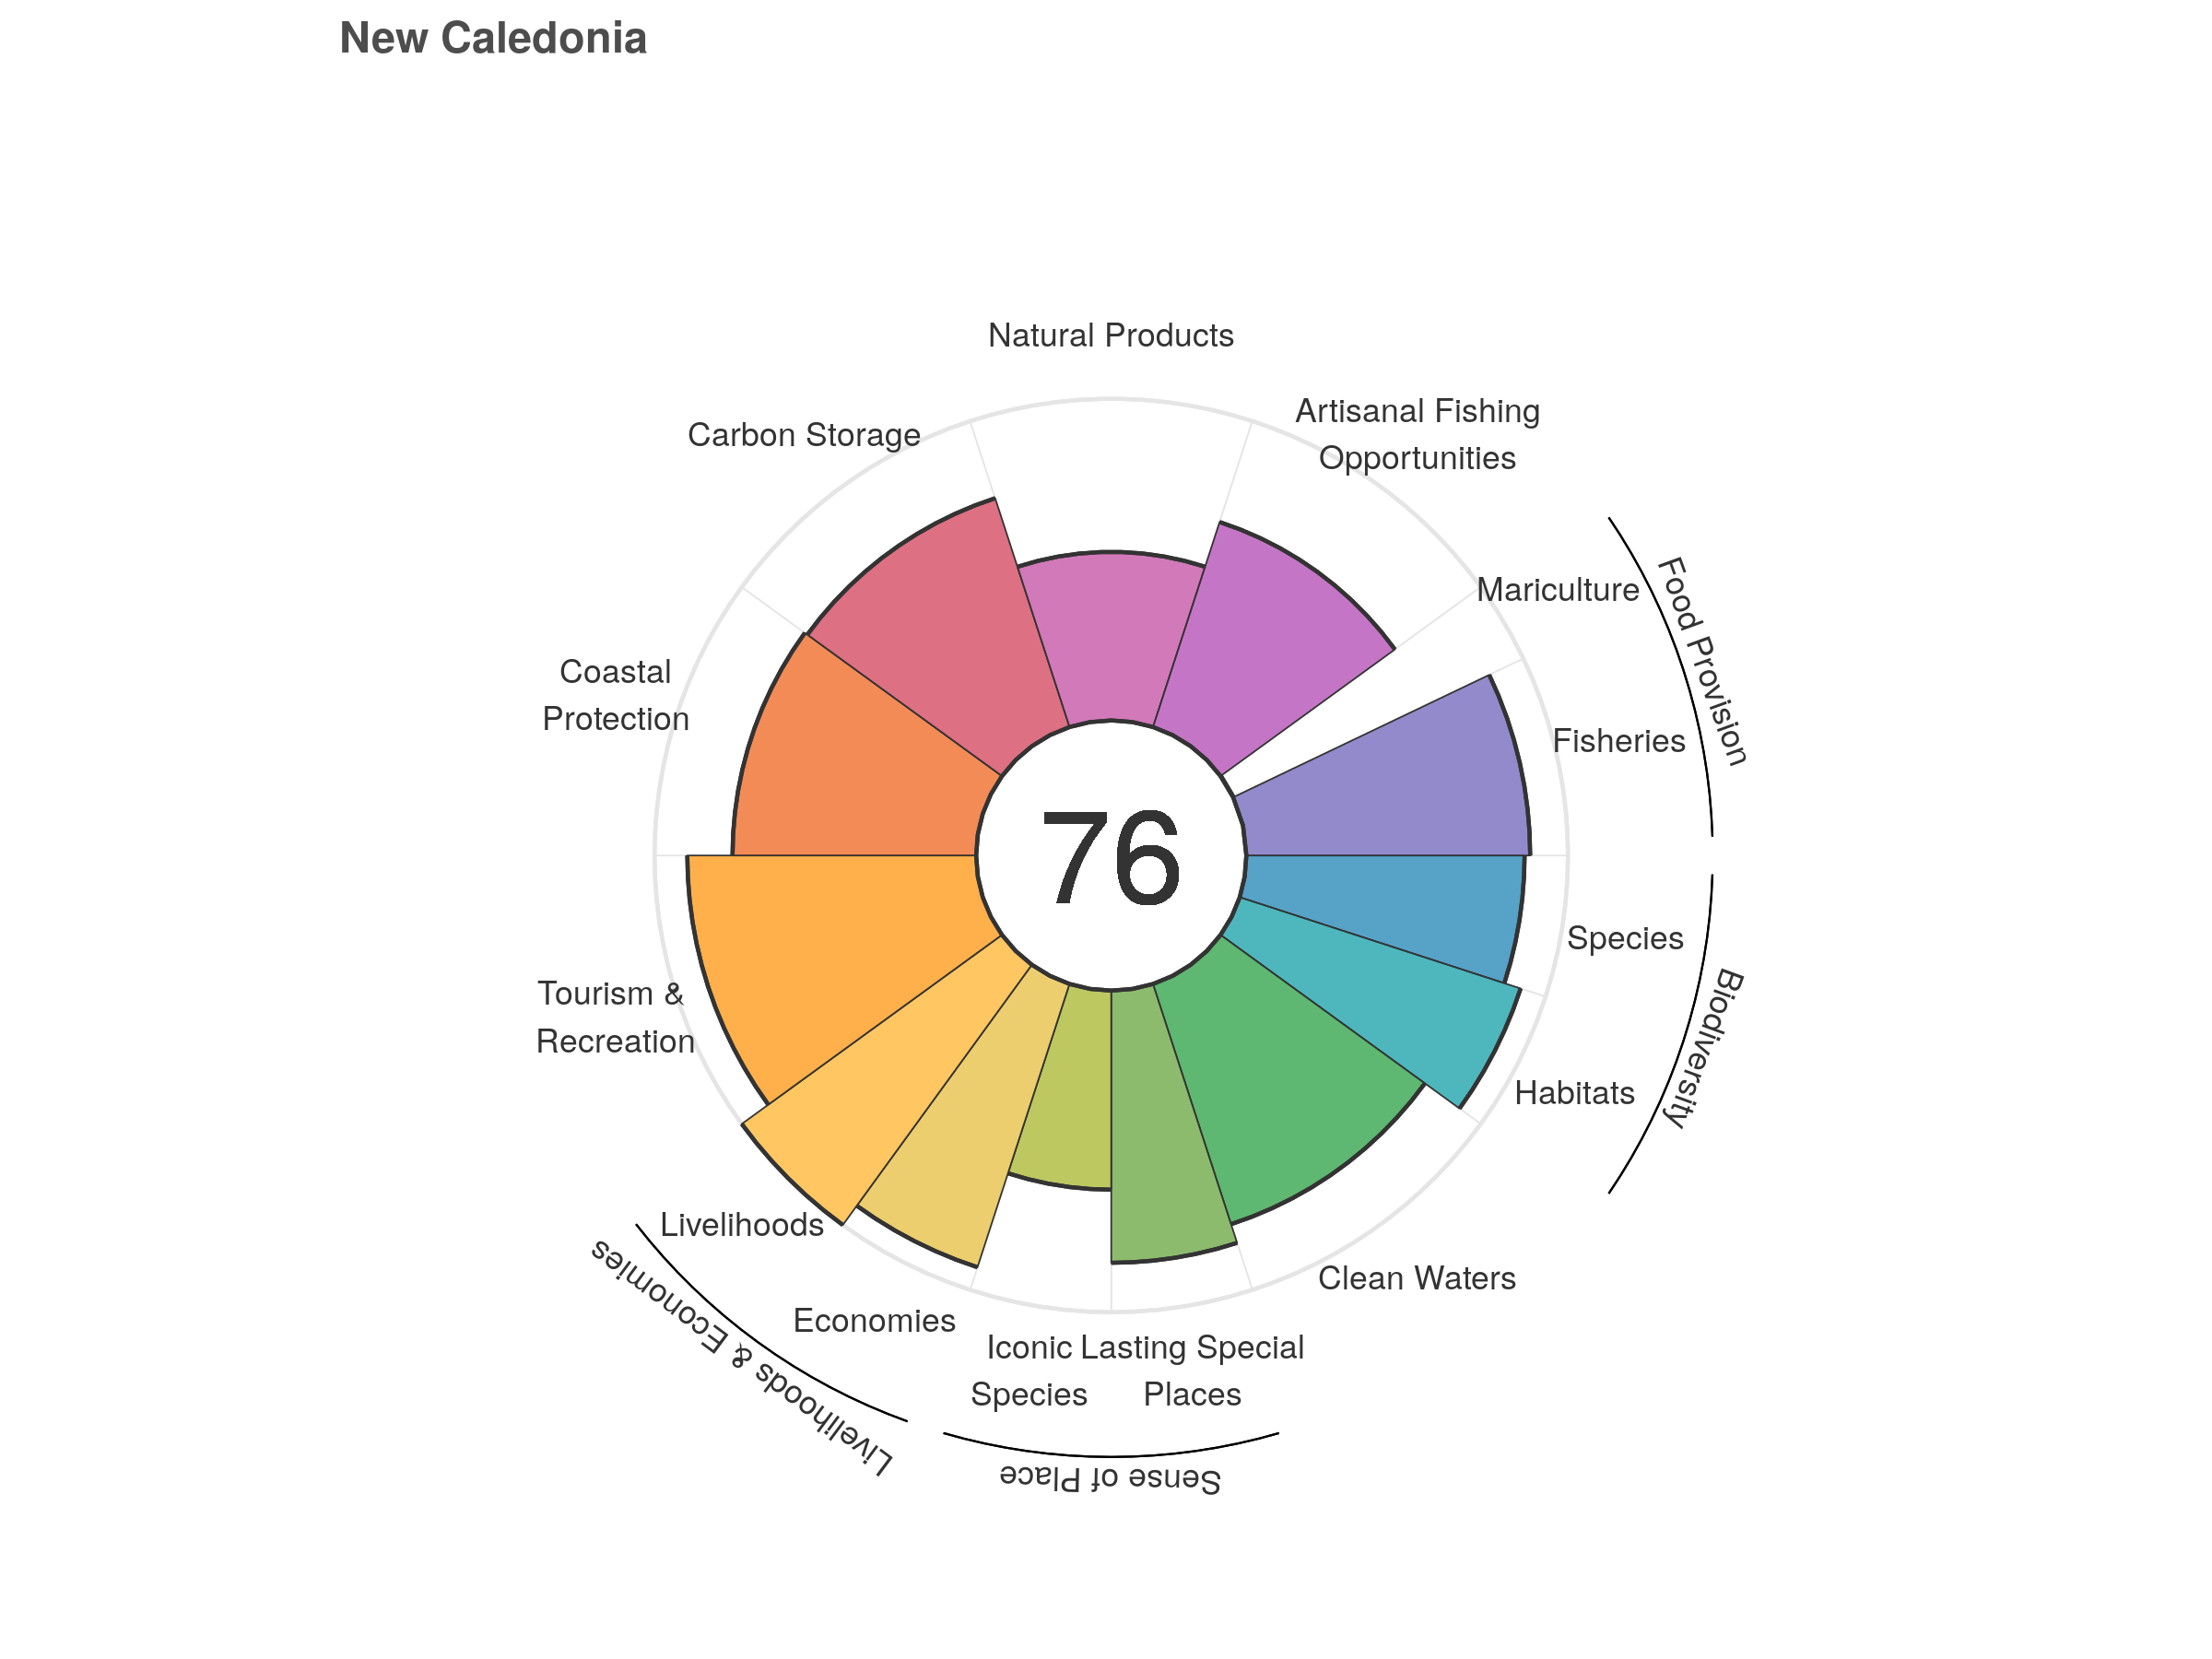 New Caledonia
Natural Products
Artisanal Fishing
Opportunities
Carbon Storage
Mariculture
Food Provision
Coastal
Protection
Fisheries
76
Species
Biodiversity
Tourism &
Recreation
Habitats
Livelihoods
Clean Waters
Livelihoods & Economies
Economies
Iconic
Species
Lasting Special
Places
Sense of Place